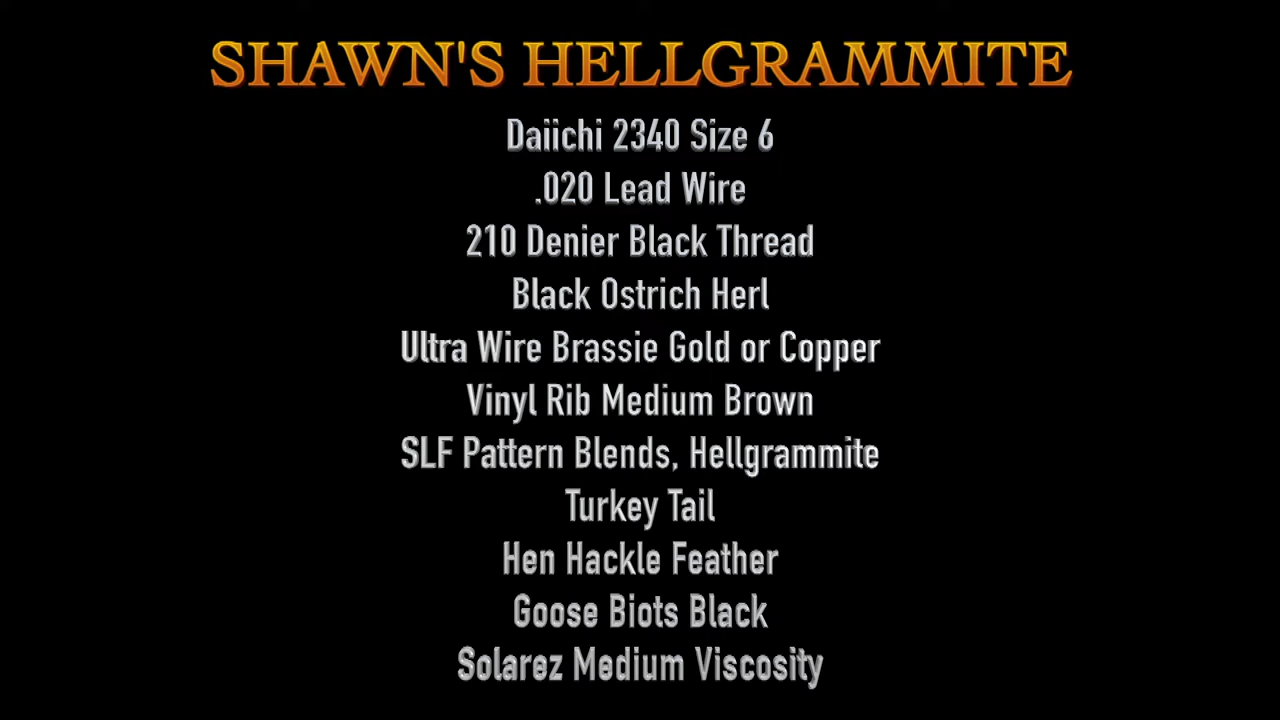 SHAWN'S HELLGRAMMITE
Daiichi 2340 Size 6
.020 Lead Wire
210 Denier Black Thread
Black Ostrich Herl
Ultra Wire Brassie Gold or Copper
Vinyl Rib Medium Brown
SLF Pattern Blends, Hellgrammite
Turkey Tail
Hen Hackle Feather
Goose Biots Black
Solarez Medium Viscosity